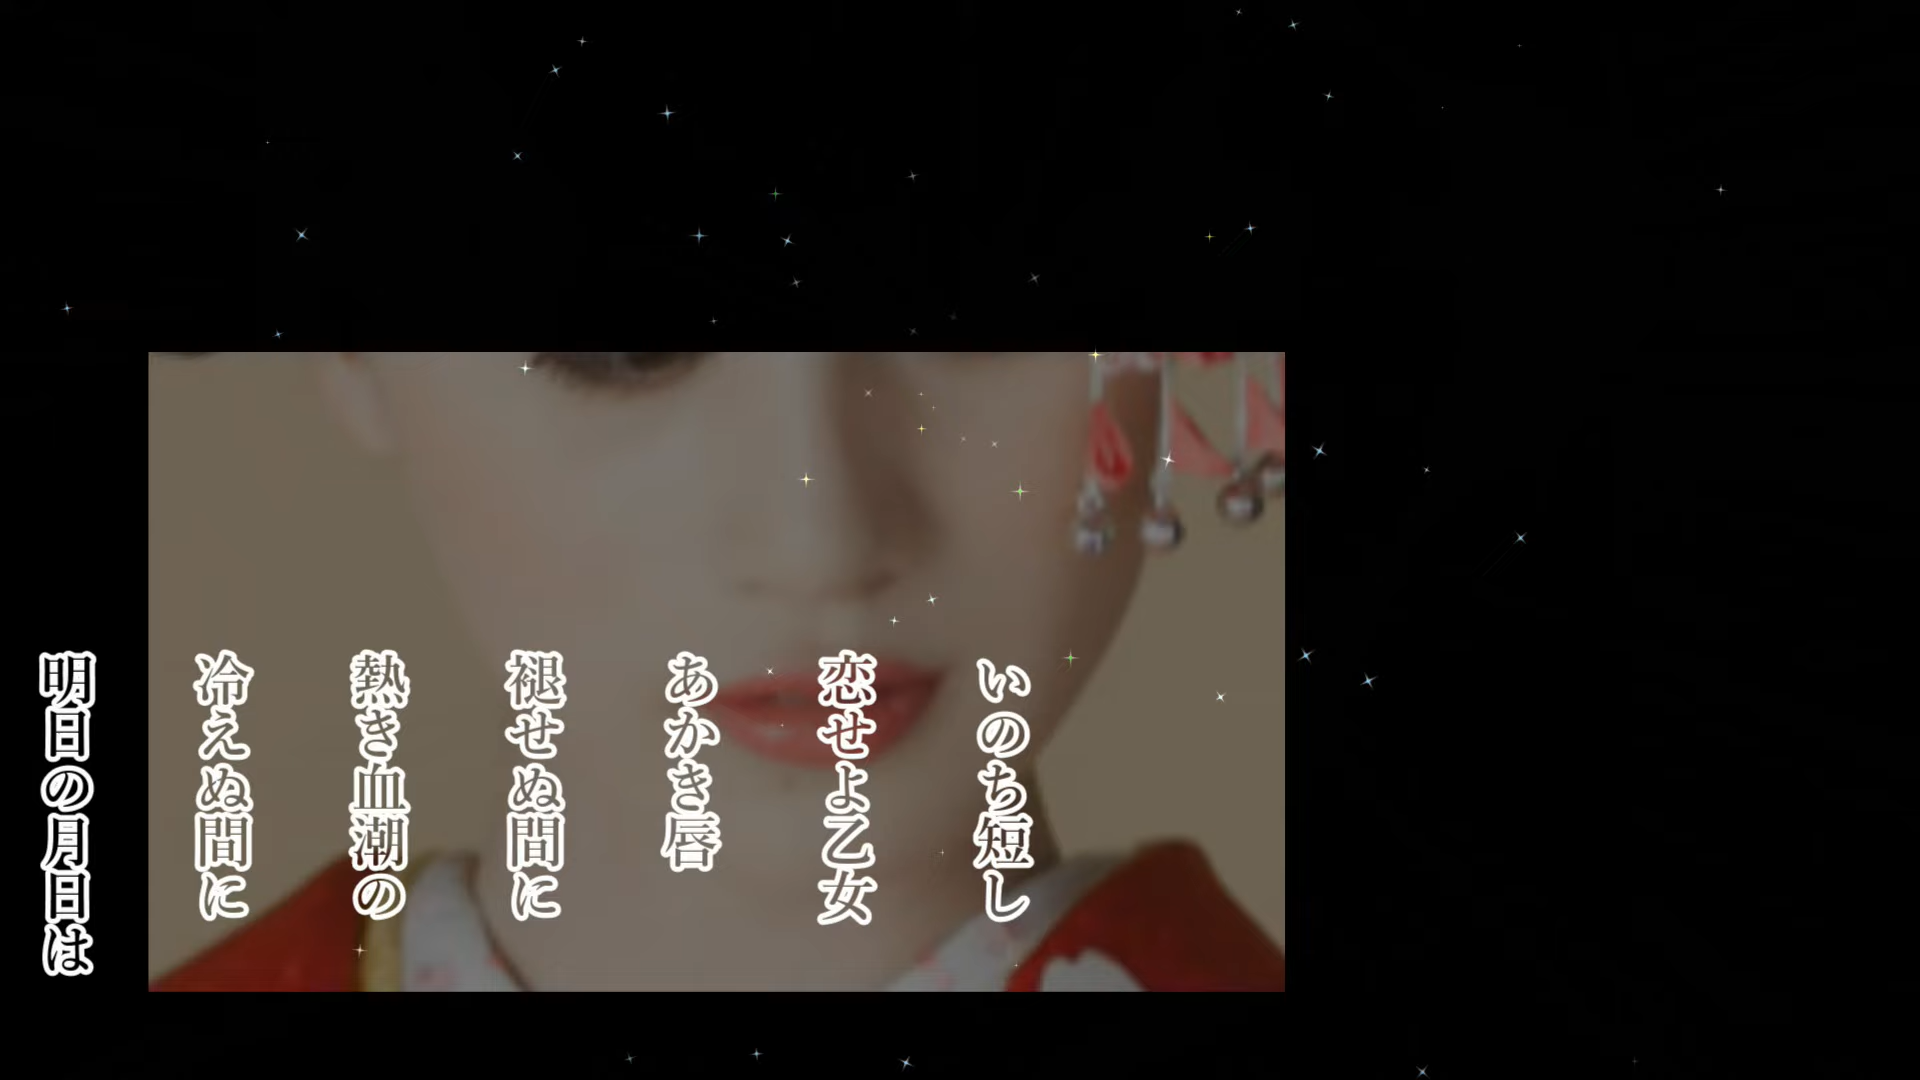 いのち短し
恋せよ乙女
あかき唇
褪せぬ間に
熱き血潮の
冷えぬ間に
明日の月日は